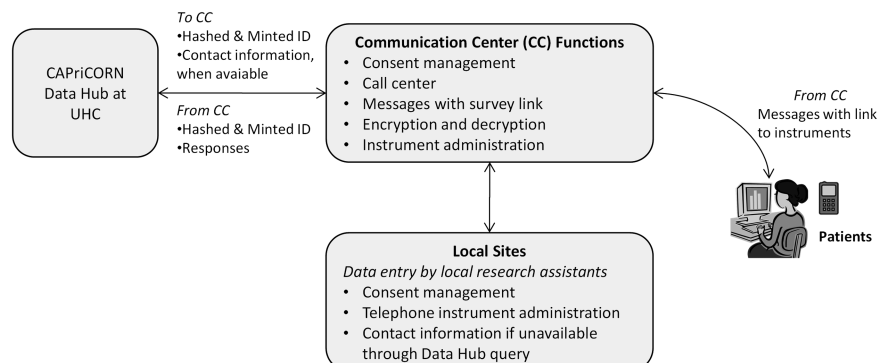 CAPriCORN
Data Hub at
UHC
To CC
•Hashed & Minted ID
•Contact information,
when avaiable
From CC
•Hashed & Minted ID
•Responses
Communication Center (CC) Functions
• Consent management
• Call center
• Messages with survey link
• Encryption and decryption
• Instrument administration
From CC
Messages with link
to instruments
Patients
Local Sites
Data entry by local research assistants
• Consent management
• Telephone instrument administration
• Contact information if unavailable
through Data Hub query